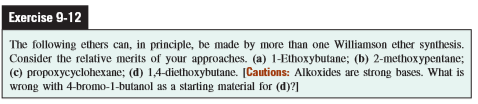 Exercise 9-12
The following ethers can, in principle, be made by more than one Williamson ether synthesis.
Consider the relative merits of your approaches. (a) 1-Ethoxybutane; (b) 2-methoxypentane;
(c) propoxycyclohexane; (d) 1,4-diethoxybutane. [Cautions: Alkoxides are strong bases. What is
wrong with 4-bromo-1-butanol as a starting material for (d)?]